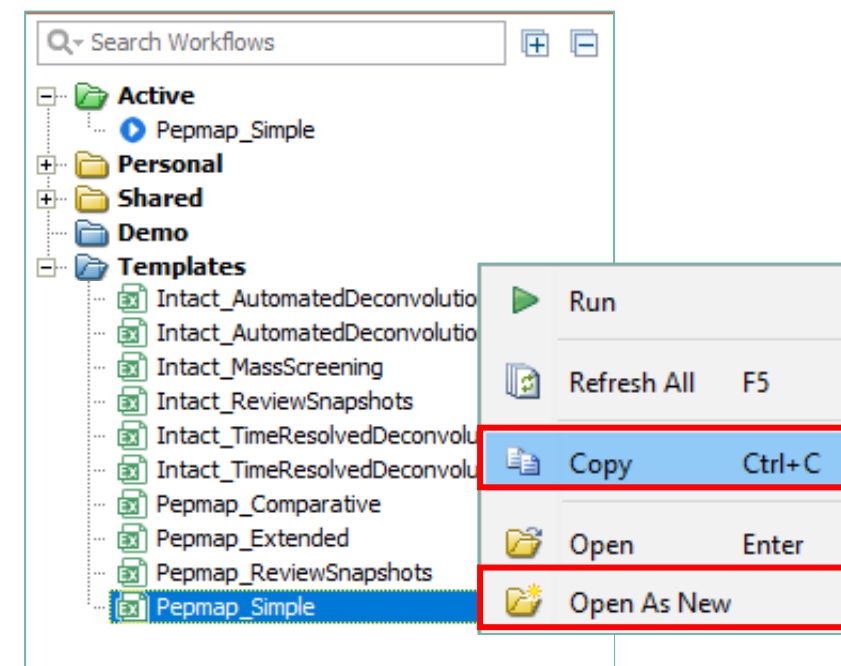 Search Workflows
Active
Pepmap_Simple
Personal
Shared
Demo
Templates
Intact_AutomatedDeconvolutio
Intact_AutomatedDeconvolutio
Intact_MassScreening
Intact_ReviewSnapshots
Intact_TimeResolvedDeconvolu
Intact_TimeResolvedDeconvolu
Pepmap_Comparative
Pepmap_Extended
Pepmap_ReviewSnapshots
Pepmap_Simple
Run
Refresh All F5
Copy Ctrl+C
Open Enter
Open As New